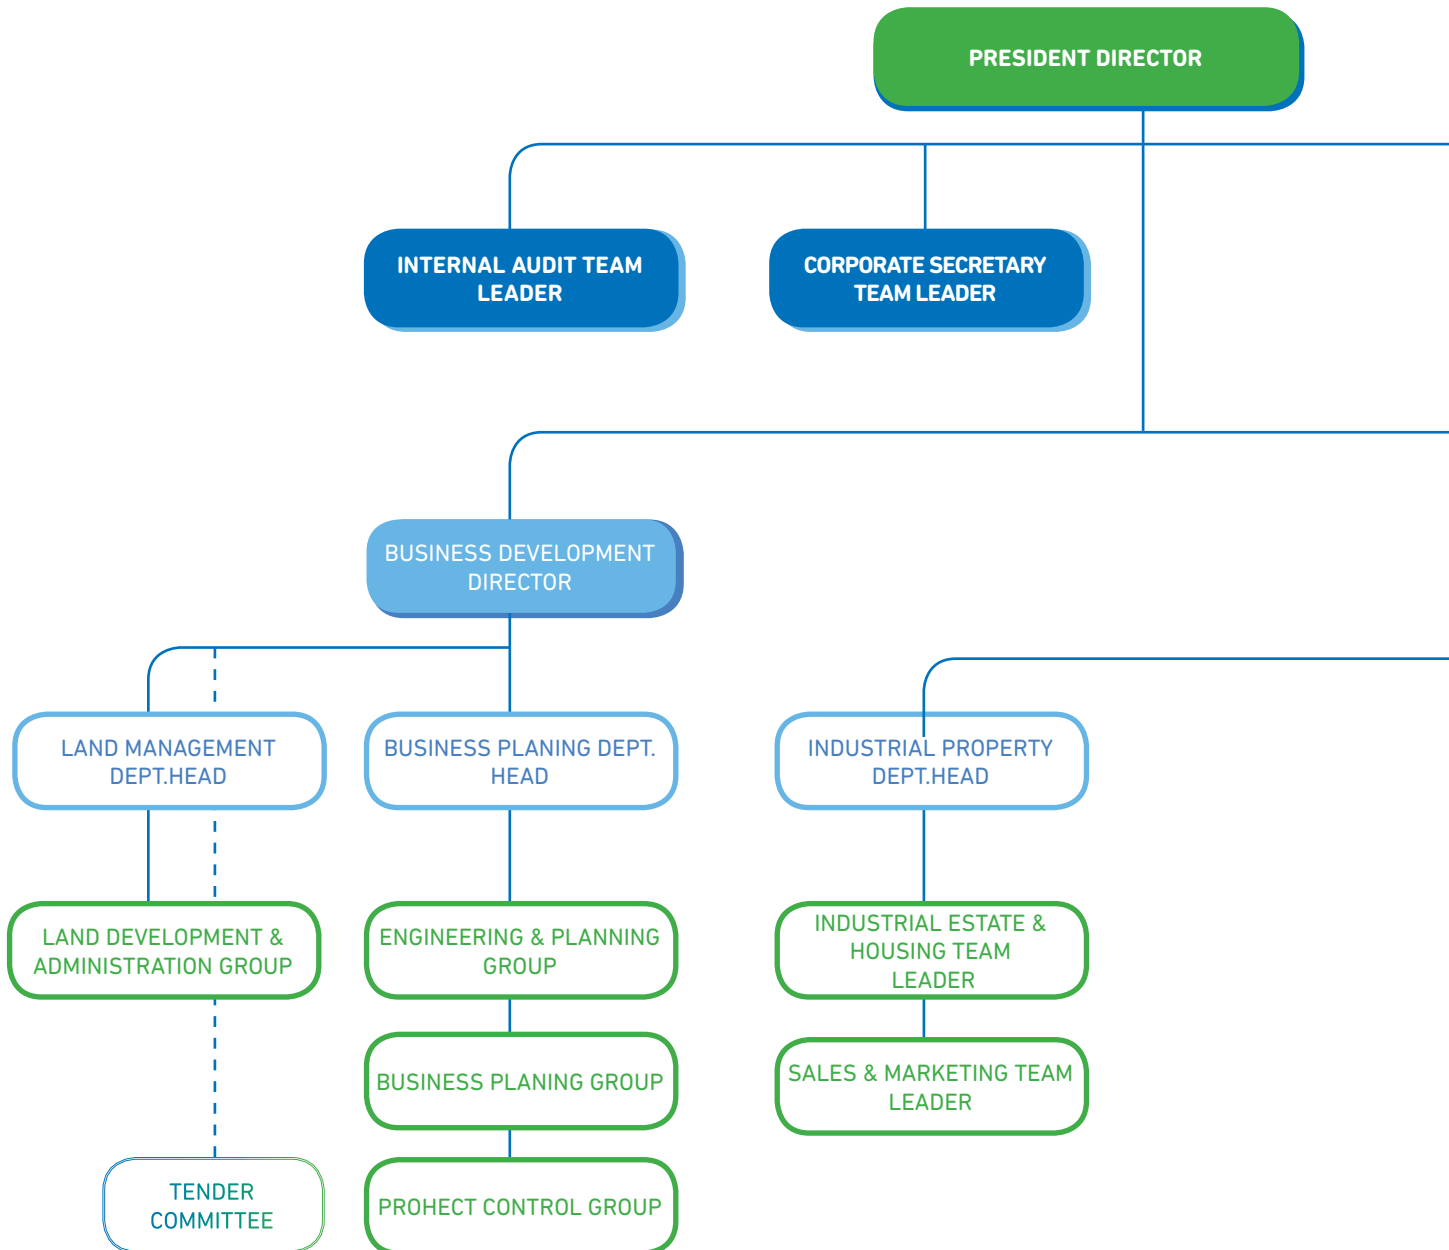 PRESIDENT DIRECTOR
INTERNAL AUDIT TEAM
LEADER
CORPORATE SECRETARY
TEAM LEADER
BUSINESS DEVELOPMENT
DIRECTOR
LAND MANAGEMENT
DEPT.HEAD
BUSINESS PLANING DEPT.
HEAD
INDUSTRIAL PROPERTY
DEPT.HEAD
LAND DEVELOPMENT &
ADMINISTRATION GROUP
ENGINEERING & PLANNING
GROUP
INDUSTRIAL ESTATE &
HOUSING TEAM
LEADER
BUSINESS PLANING GROUP
SALES & MARKETING TEAM
LEADER
TENDER
COMMITTEE
PROHECT CONTROL GROUP